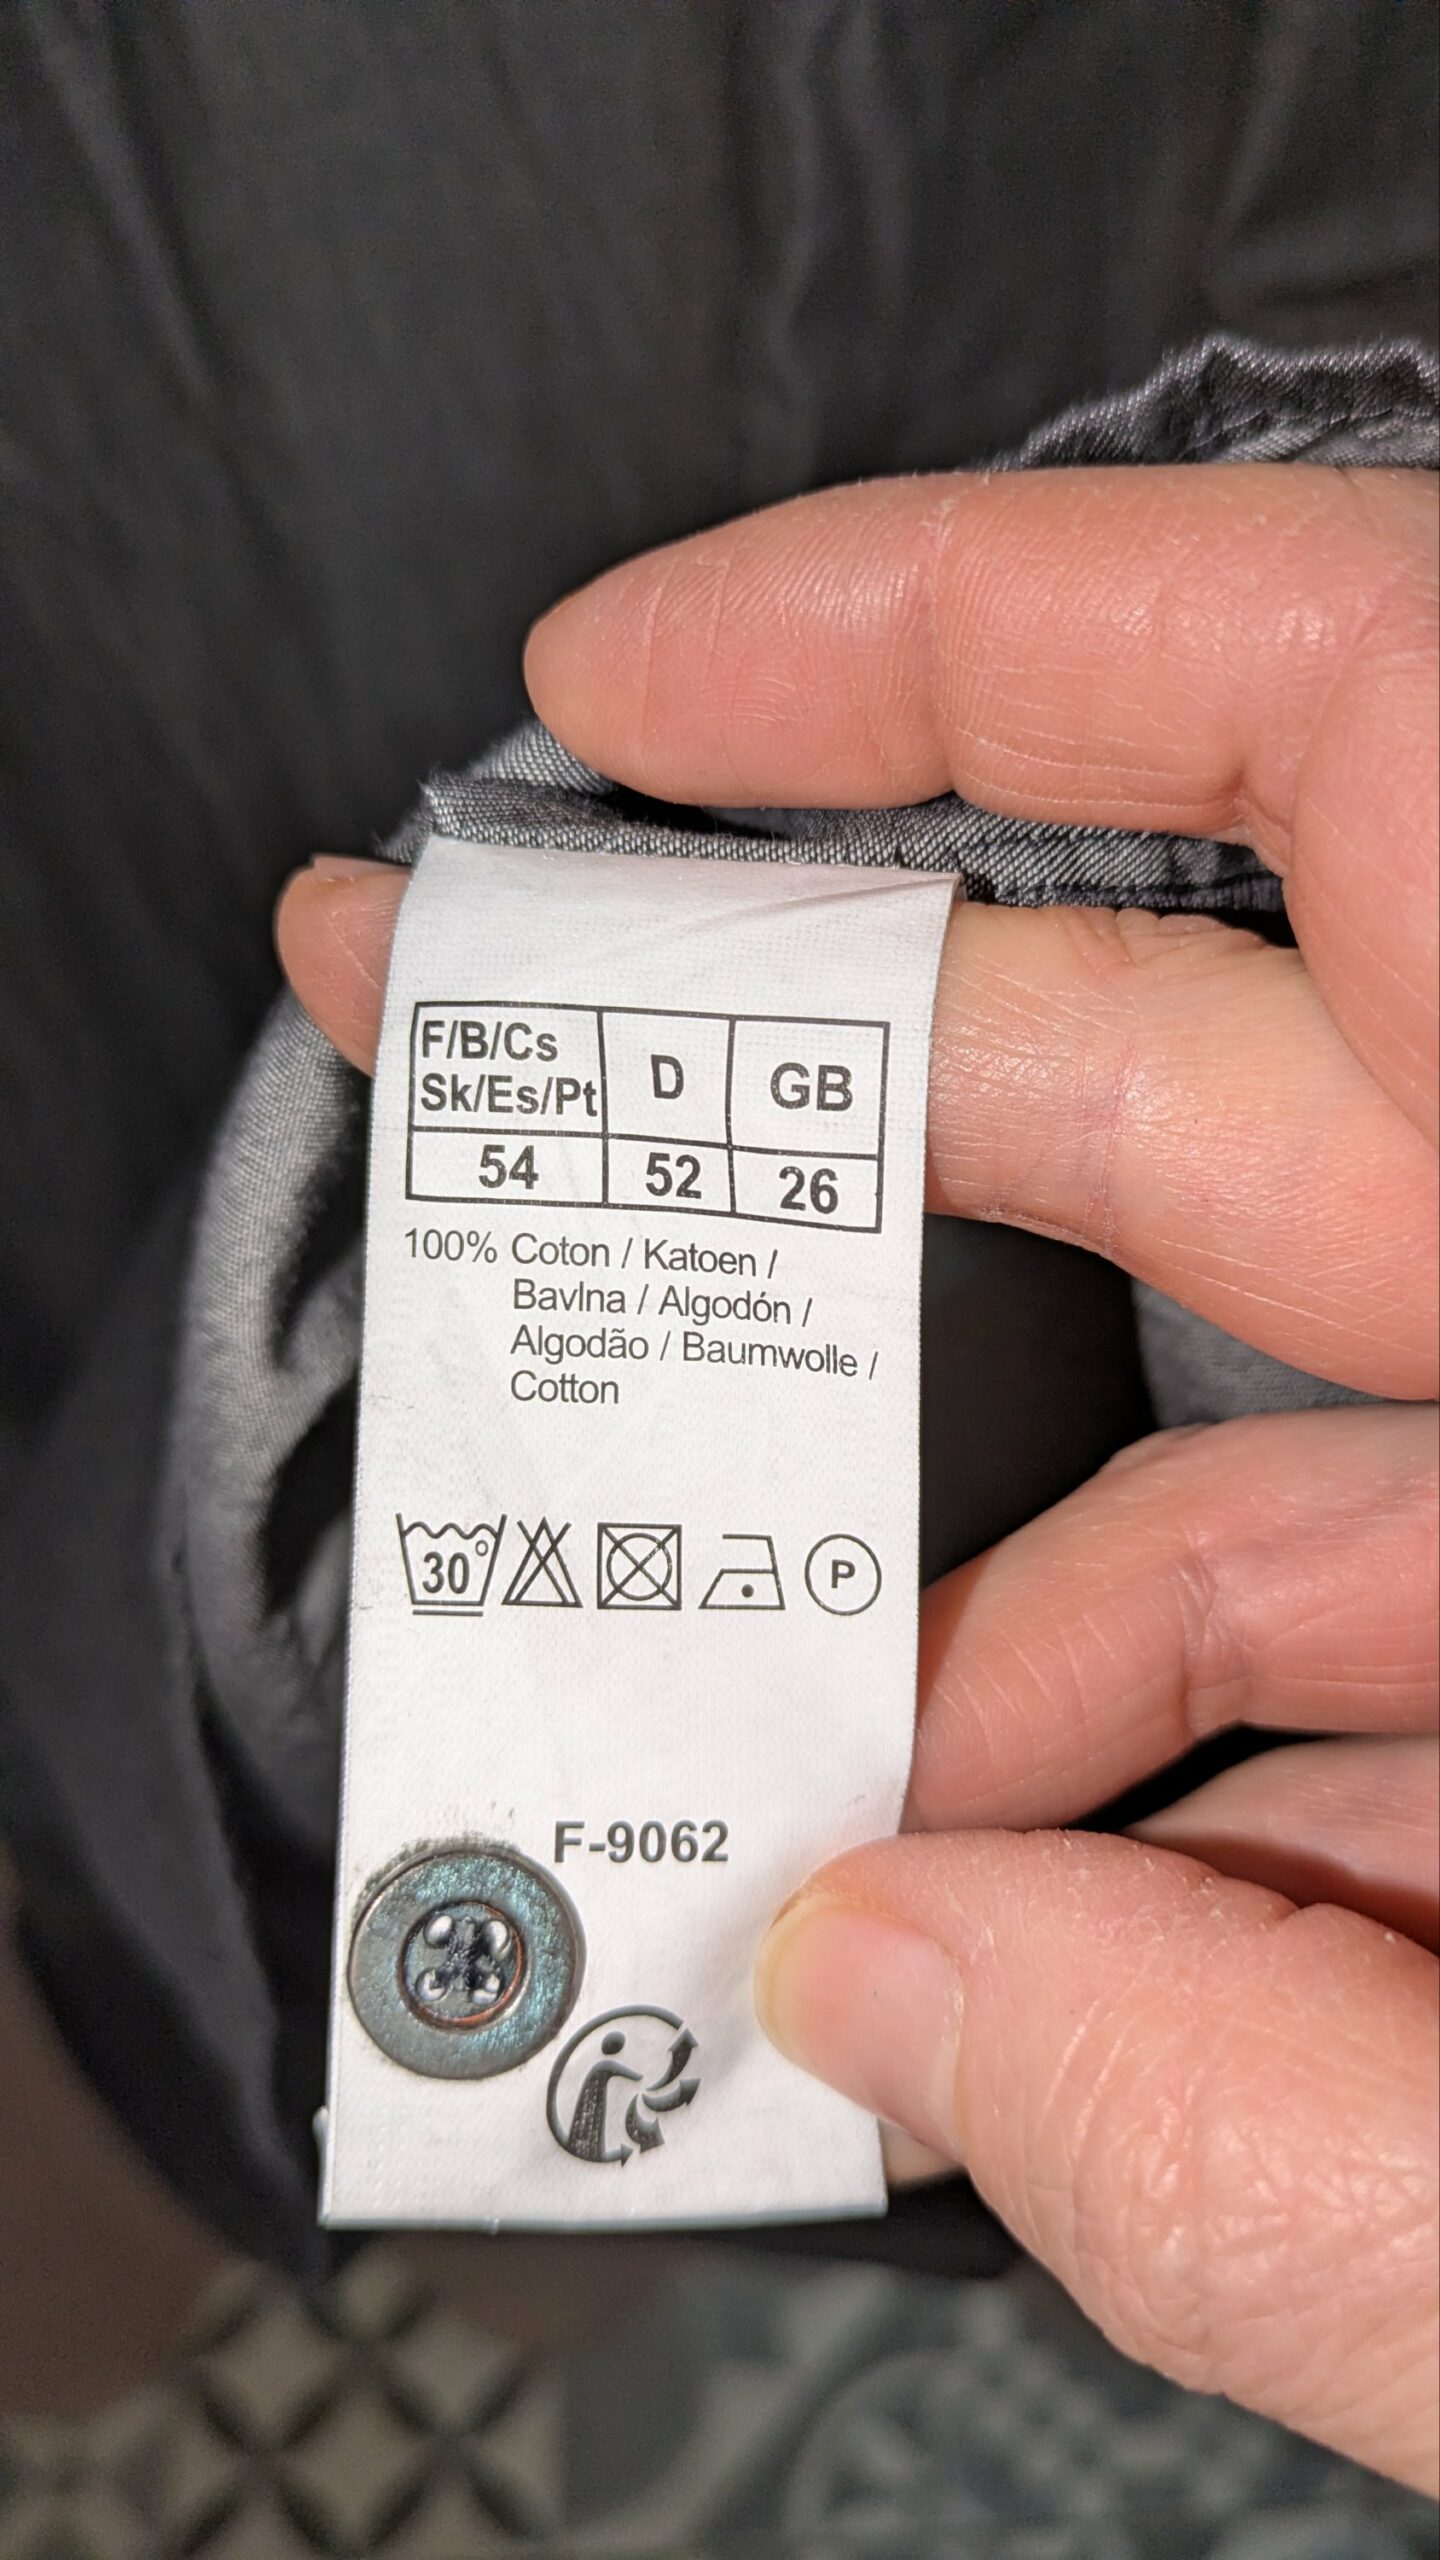 F/B/Cs D GB
Sk/Es/Pt
54 52 26
100% Coton / Katoen /
Bavlna / Algodón /
Algodão / Baumwolle /
Cotton
30°
P
F-9062